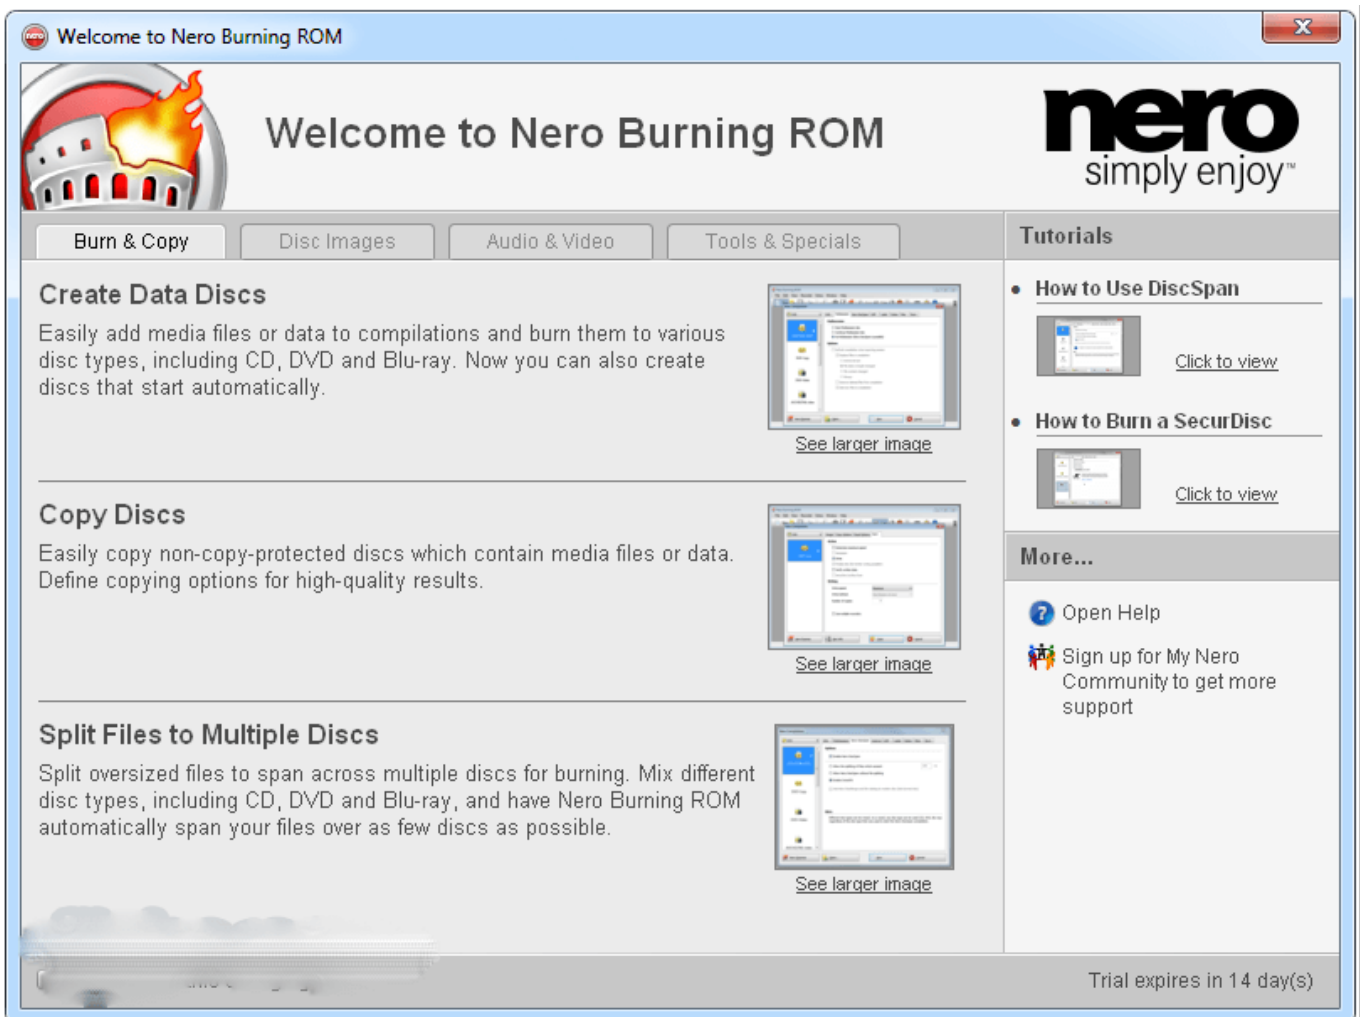 Welcome to Nero Burning ROM
Welcome to Nero Burning ROM
nero
simply enjoy™
Burn & Copy
Disc Images
Audio & Video
Tools & Specials
Create Data Discs
Easily add media files or data to compilations and burn them to various
disc types, including CD, DVD and Blu-ray. Now you can also create
discs that start automatically.
See larger image
Copy Discs
Easily copy non-copy-protected discs which contain media files or data.
Define copying options for high-quality results.
See larger image
Split Files to Multiple Discs
Split oversized files to span across multiple discs for burning. Mix different
disc types, including CD, DVD and Blu-ray, and have Nero Burning ROM
automatically span your files over as few discs as possible.
See larger image
Tutorials
How to Use DiscSpan
Click to view
How to Burn a SecurDisc
Click to view
More...
Open Help
Sign up for My Nero
Community to get more
support
Trial expires in 14 day(s)